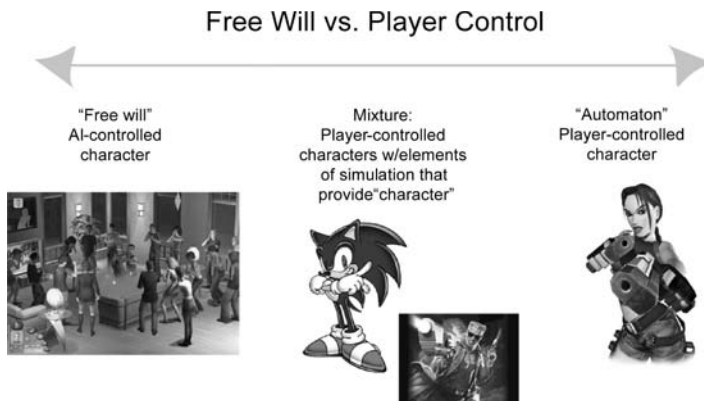 Free Will vs. Player Control
“Free will”
AI-controlled
character
Mixture:
Player-controlled
characters w/elements
of simulation that
provide“character”
“Automaton”
Player-controlled
character